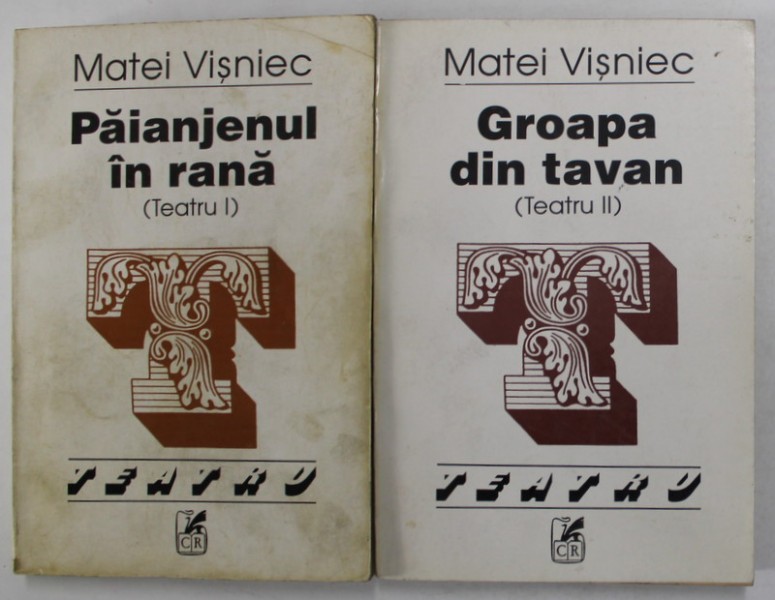 Matei Vişniec
Păianjenul
în rană
(Teatru I)
T
TEATRU
CR
Matei Vişniec
Groapa
din tavan
(Teatru II)
T
TEATRU
CR